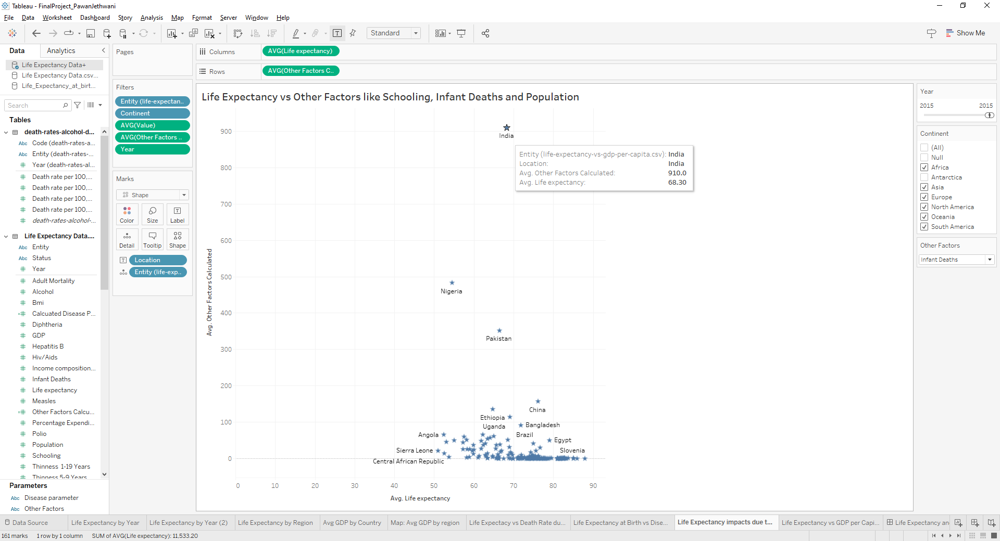 Tableau - FinalProject_PawanJethwani
File Data Worksheet Dashboard Story Analysis Map Format Server Window Help
Standard
Show Me
Data Analytics
Life Expectancy Data+
Life Expectancy Data.csv...
Life_Expectancy_at_birt...
Search
Tables
death-rates-alcohol-d...
Abc Code (death-rates-a...
Abc Entity (death-rates-...
# Year (death-rates-al...
# Death rate per 100,...
# Death rate per 100,...
# Death rate per 100,...
# Death rate per 100,...
# death-rates-alcohol-...
Life Expectancy Data....
Abc Entity
Abc Status
# Year
# Adult Mortality
# Alcohol
# Bmi
=# Calcuated Disease P...
# Diphtheria
# GDP
# Hepatitis B
# Hiv/Aids
# Income composition...
# Infant Deaths
# Life expectancy
# Measles
=# Other Factors Calcu...
# Percentage Expendi...
# Polio
# Population
# Schooling
# Thinness 1-19 Years
# Thinness 5-9 Years
Parameters
Abc Disease parameter
Abc Other Factors
Pages
Filters
Entity (life-expectan..
Continent
AVG(Value)
AVG(Other Factors ..
Year
Marks
Shape
Color Size Label
Detail Tooltip Shape
Location
Entity (life-exp..
Columns AVG(Life expectancy)
Rows AVG(Other Factors C..
Life Expectancy vs Other Factors like Schooling, Infant Deaths and Population
Avg. Other Factors Calculated
900
800
700
600
500
400
300
200
100
0
India
Entity (life-expectancy-vs-gdp-per-capita.csv): India
Location: India
Avg. Other Factors Calculated: 910.0
Avg. Life expectancy: 68.30
Nigeria
Pakistan
China
Ethiopia
Uganda
Bangladesh
Angola
Brazil
Egypt
Sierra Leone
Slovenia
Central African Republic
0 10 20 30 40 50 60 70 80 90
Avg. Life expectancy
Year
2015 2015
Continent
(All)
Null
Africa
Antarctica
Asia
Europe
North America
Oceania
South America
Other Factors
Infant Deaths
Data Source Life Expectancy by Year Life Expectancy by Year (2) Life Expectancy by Region Avg GDP by Country Map: Avg GDP by region Life Expectacy vs Death Rate du... Life Expectancy at Birth vs Dise... Life Expectancy impacts due t... Life Expectancy vs GDP per Capi... Life Expectancy an
161 marks 1 row by 1 column SUM of AVG(Life expectancy): 11,533.20